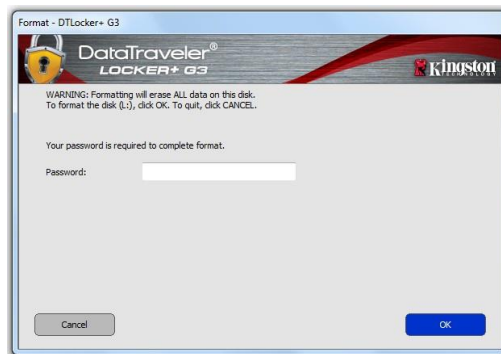 Format - DTLocker+ G3
DataTraveler®
LOCKER+ G3
Kingston
TECHNOLOGY
WARNING: Formatting will erase ALL data on this disk.
To format the disk (L:), click OK. To quit, click CANCEL.
Your password is required to complete format.
Password:
Cancel
OK